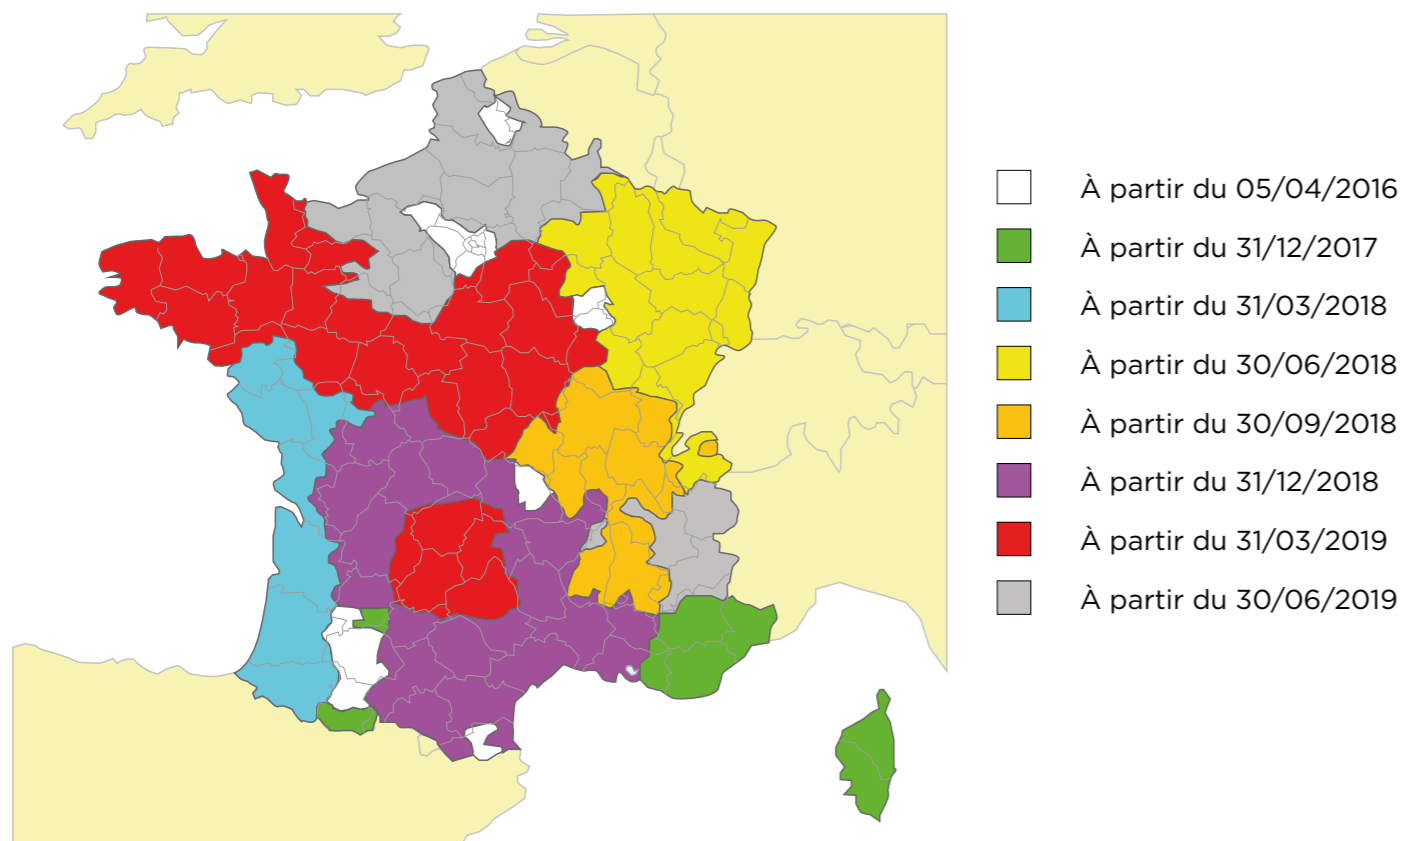 À partir du 05/04/2016
À partir du 31/12/2017
À partir du 31/03/2018
À partir du 30/06/2018
À partir du 30/09/2018
À partir du 31/12/2018
À partir du 31/03/2019
À partir du 30/06/2019